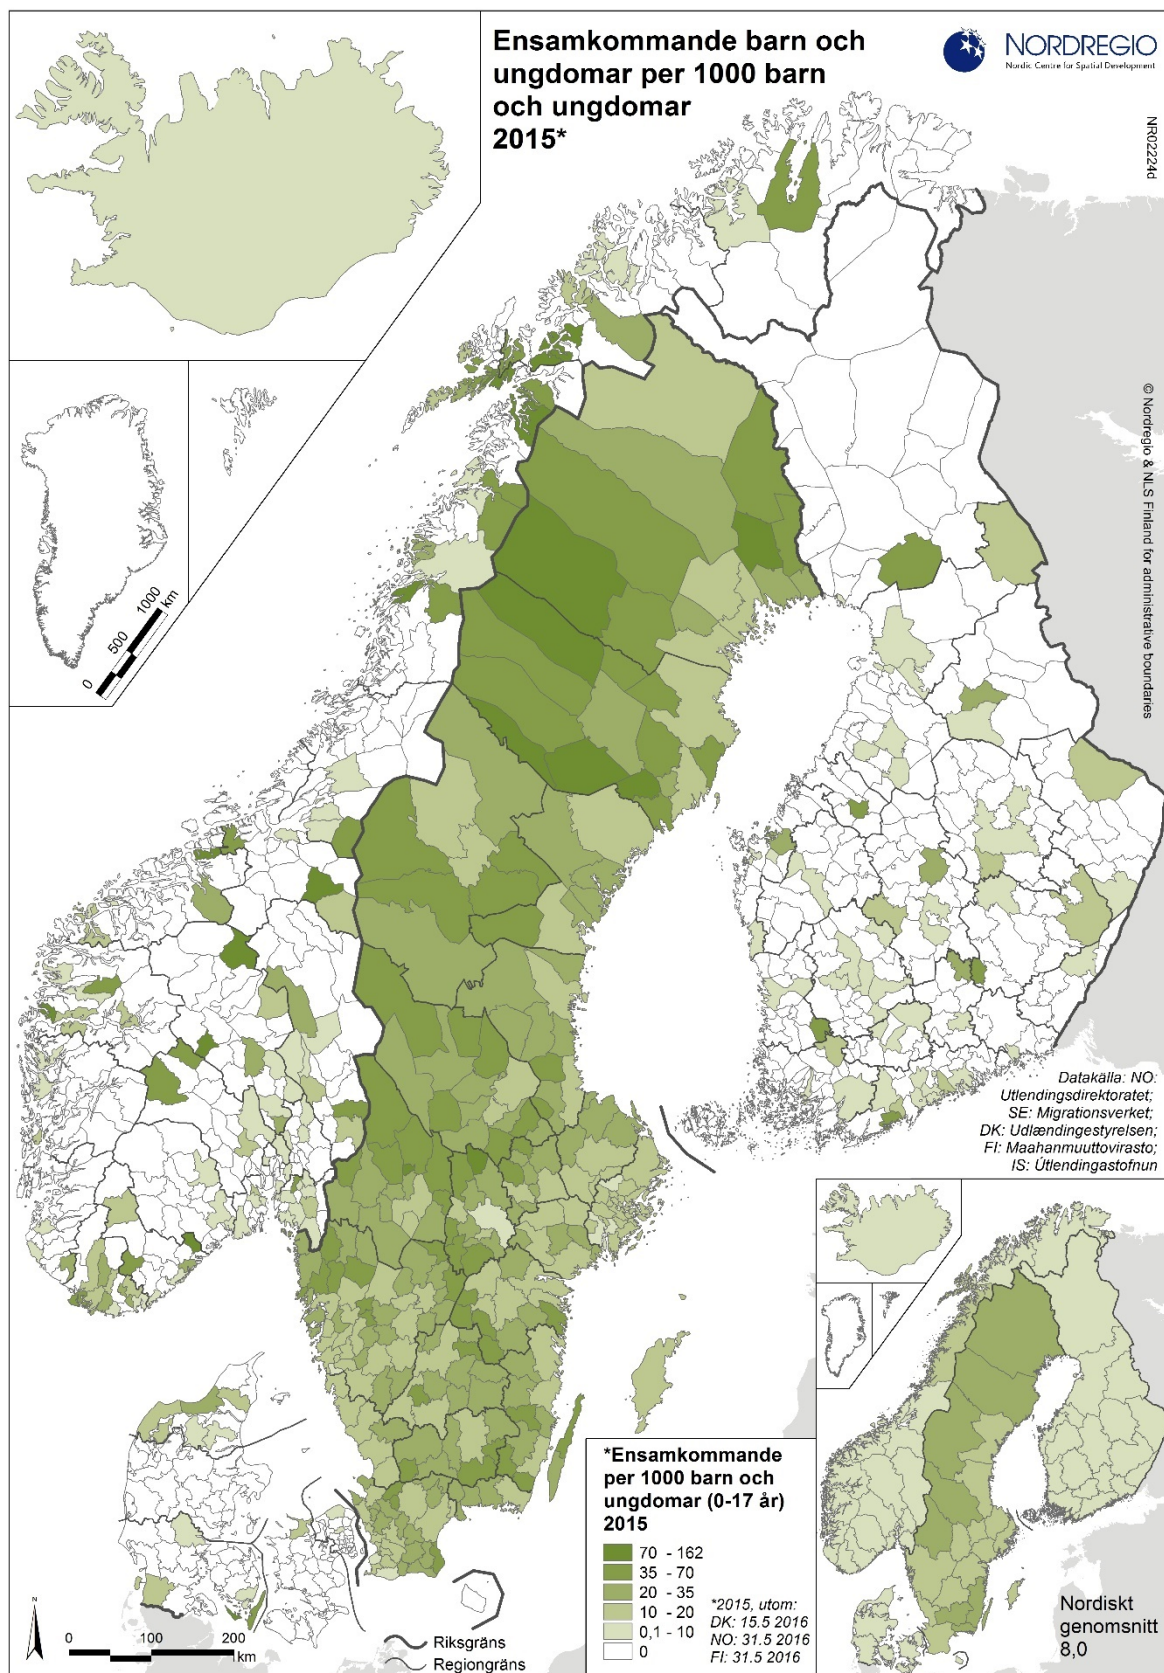 Ensamkommande barn och
ungdomar per 1000 barn
och ungdomar
2015*
NORDREGIO
Nordic Centre for Spatial Development
NR02224d
© Nordregio & NLS Finland for administrative boundaries
0 500 1000
km
Datakälla: NO:
Utlendingsdirektoratet;
SE: Migrationsverket;
DK: Udlændingestyrelsen;
FI: Maahanmuuttovirasto;
IS: Útlendingastofnun
*Ensamkommande
per 1000 barn och
ungdomar (0-17 år)
2015
70 - 162
35 - 70
20 - 35
10 - 20
0,1 - 10
0
*2015, utom:
DK: 15.5 2016
NO: 31.5 2016
FI: 31.5 2016
Nordiskt
genomsnitt
8,0
N
0 100 200
km
Riksgräns
Regiongräns